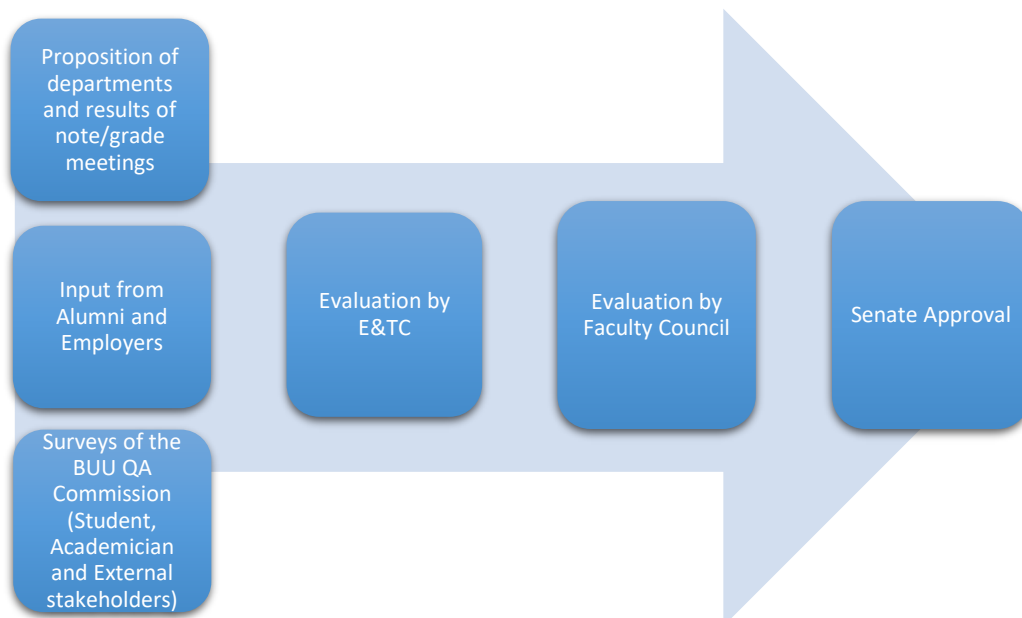 Proposition of
departments
and results of
note/grade
meetings
Input from
Alumni and
Employers
Surveys of the
BUU QA
Commission
(Student,
Academician
and External
stakeholders)
Evaluation by
E&TC
Evaluation by
Faculty Council
Senate Approval